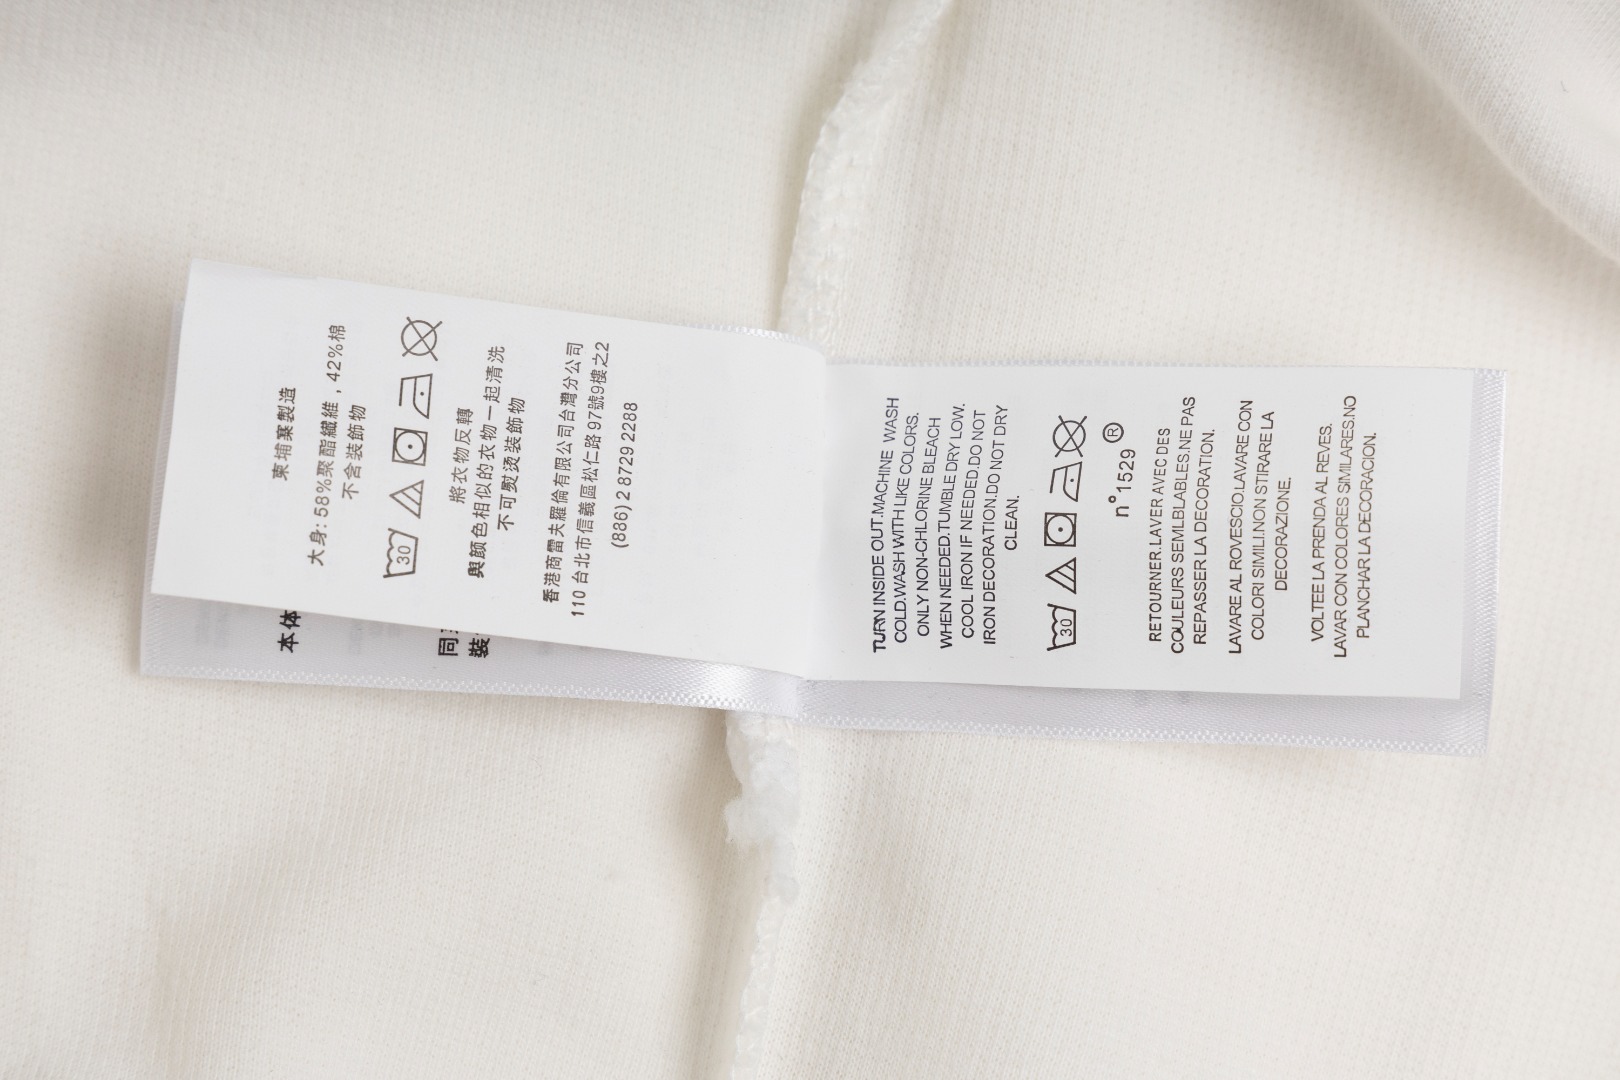 柬埔寨製造
大身: 58%聚酯纖維 , 42%棉
不含裝飾物
30
將衣物反轉
與顏色相似的衣物一起清洗
不可熨烫装飾物
香港商雷夫羅倫有限公司台灣分公司
110 台北市信義區松仁路 97號9樓之2
(886) 2 8729 2288
本体
同
裝
TURN INSIDE OUT.MACHINE WASH
COLD.WASH WITH LIKE COLORS.
ONLY NON-CHLORINE BLEACH
WHEN NEEDED.TUMBLE DRY LOW.
COOL IRON IF NEEDED.DO NOT
IRON DECORATION.DO NOT DRY
CLEAN.
30
n°1529 ®
RETOURNER.LAVER AVEC DES
COULEURS SEMLBLABLES.NE PAS
REPASSER LA DECORATION.
LAVARE AL ROVESCIO.LAVARE CON
COLORI SIMILI.NON STIRARE LA
DECORAZIONE.
VOLTEE LA PRENDA AL REVES.
LAVAR CON COLORES SIMILARES.NO
PLANCHAR LA DECORACION.